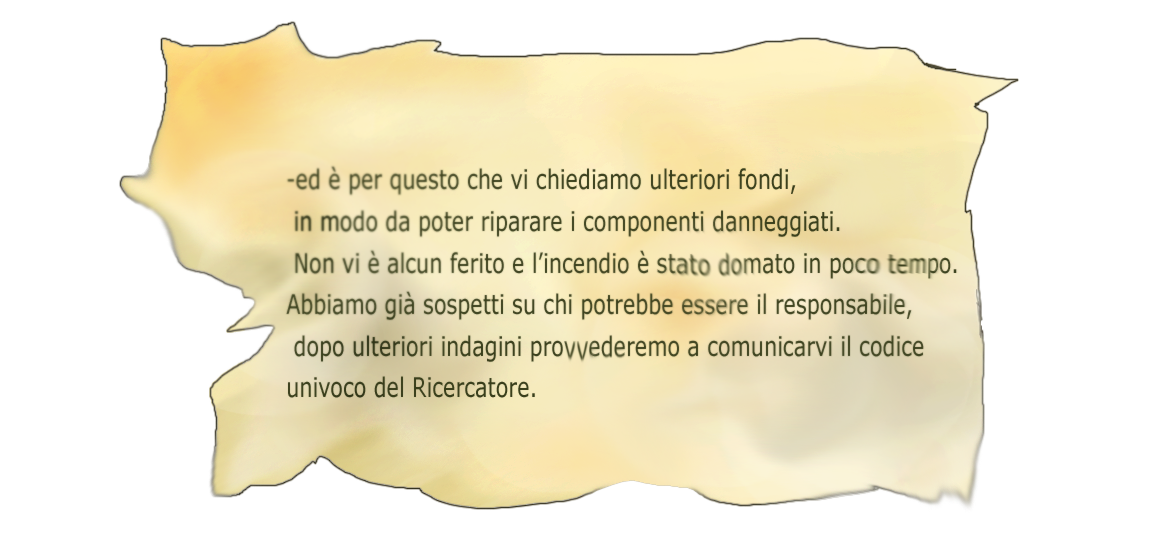 -ed è per questo che vi chiediamo ulteriori fondi,
in modo da poter riparare i componenti danneggiati.
Non vi è alcun ferito e l’incendio è stato domato in poco tempo.
Abbiamo già sospetti su chi potrebbe essere il responsabile,
dopo ulteriori indagini provvederemo a comunicarvi il codice
univoco del Ricercatore.